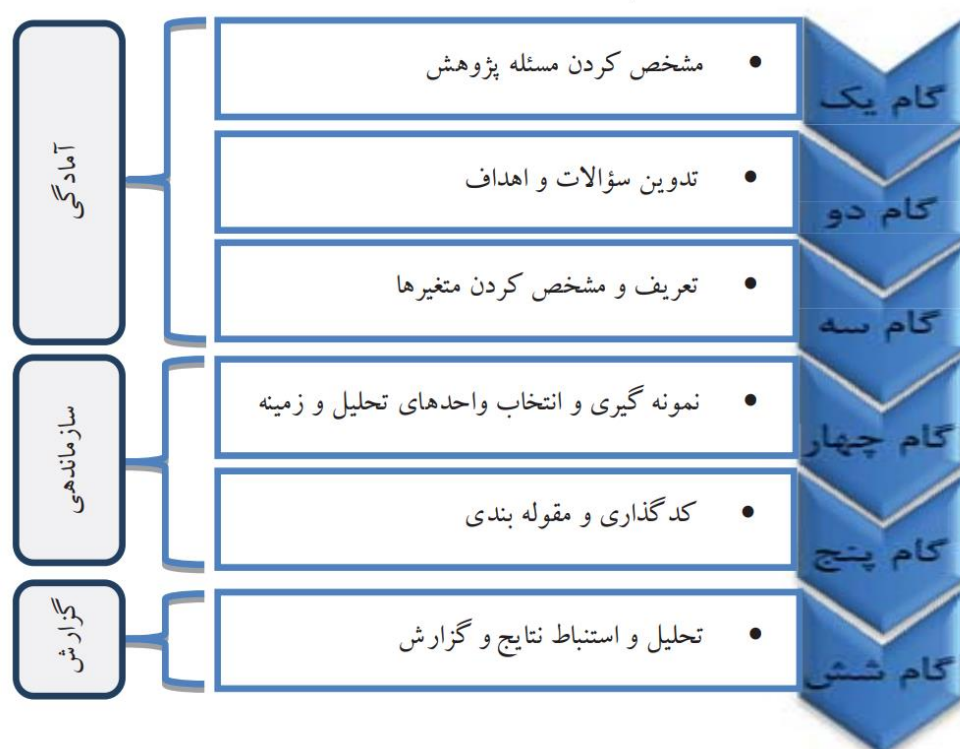 گام یک
• مشخص کردن مسئله پژوهش
گام دو
• تدوین سؤالات و اهداف
گام سه
• تعریف و مشخص کردن متغیرها
آمادگی
گام چهار
• نمونه گیری و انتخاب واحدهای تحلیل و زمینه
گام پنج
• کدگذاری و مقوله بندی
سازماندهی
گام شش
• تحلیل و استنباط نتایج و گزارش
گزارش